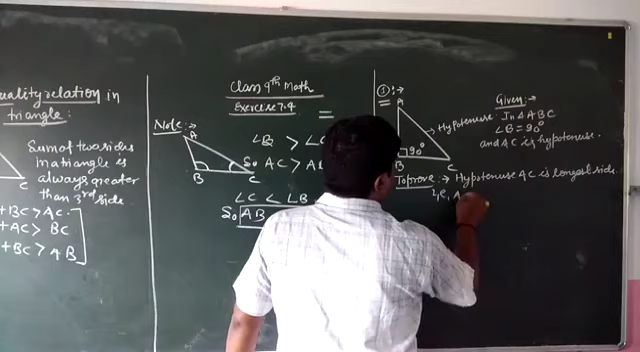 uality relation in
triangle:
Sum of two sides
in a triangle is
always greater
than 3rd side.
C
+BC > AC.
+AC > BC
+BC > AB
Note:→
A
B
C
Class 9th Math
Exercise 7.4
∠B > ∠C
So AC > A
∠C < ∠B
So AB
①:→
A
Hypotenuse
90°
B
C
Given:→
In △ABC
∠B = 90°
and AC is hypotenuse.
To prove:→ Hypotenuse AC is longest side.
i.e, A